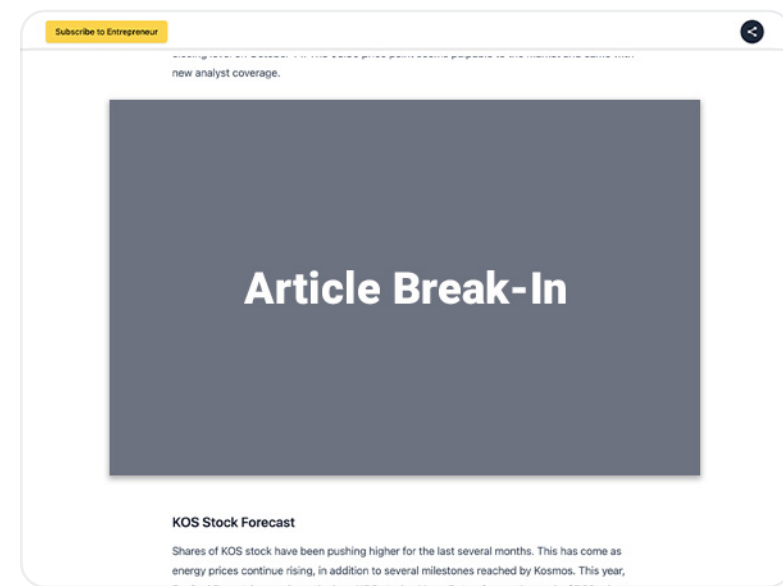 Subscribe to Entrepreneur
new analyst coverage.
Article Break-In
KOS Stock Forecast
Shares of KOS stock have been pushing higher for the last several months. This has come as
energy prices continue rising, in addition to several milestones reached by Kosmos. This year,